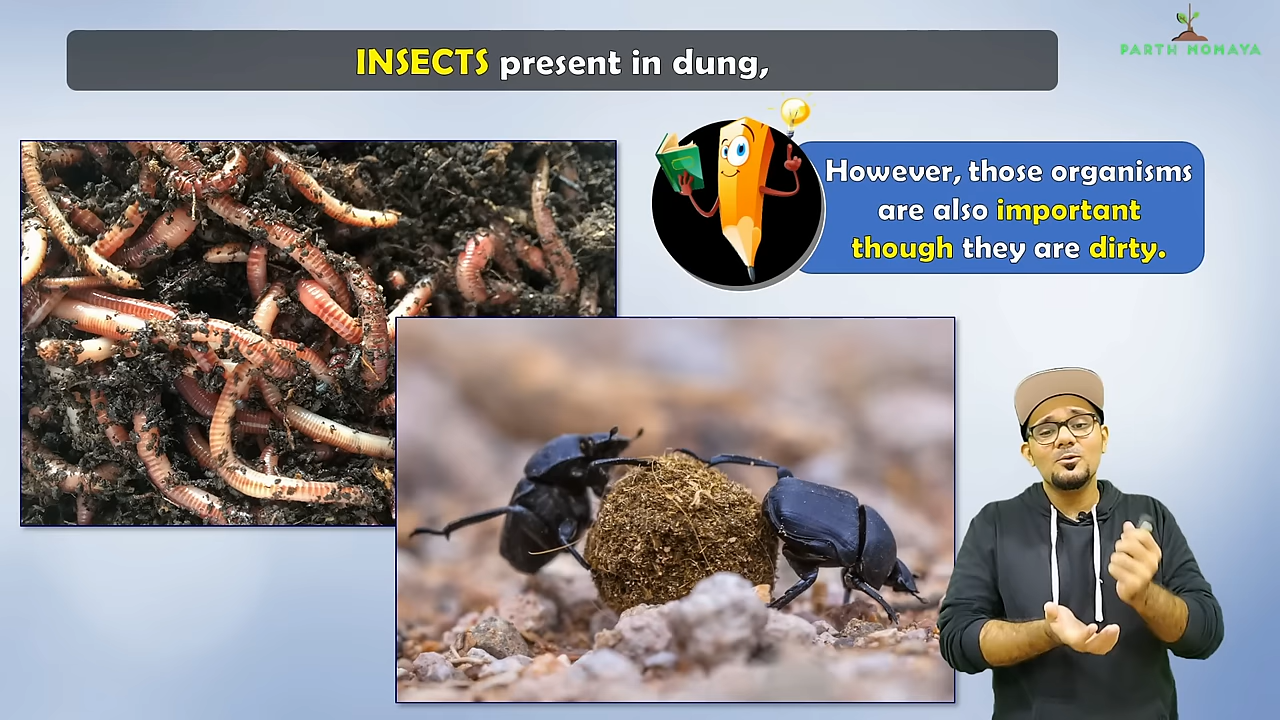 INSECTS present in dung,
PARTH MOMAYA
However, those organisms
are also important
though they are dirty.